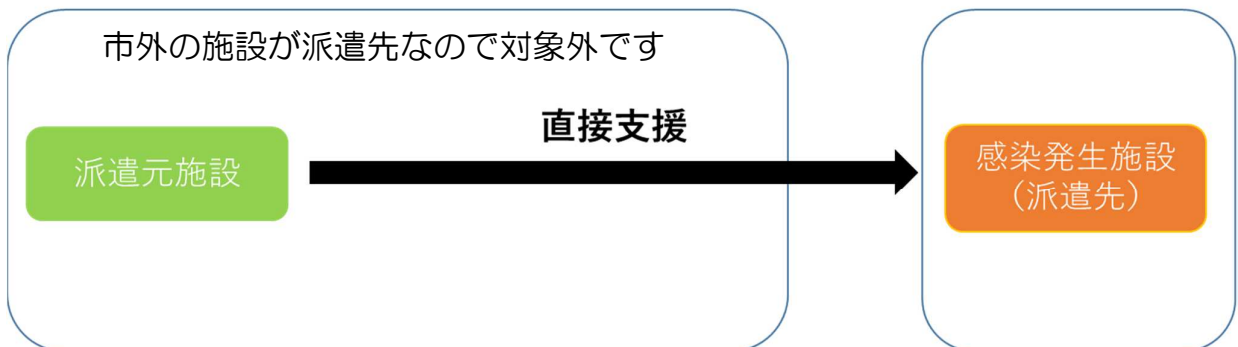 市外の施設が派遣先なので対象外です
直接支援
派遣元施設
感染発生施設
（派遣先）